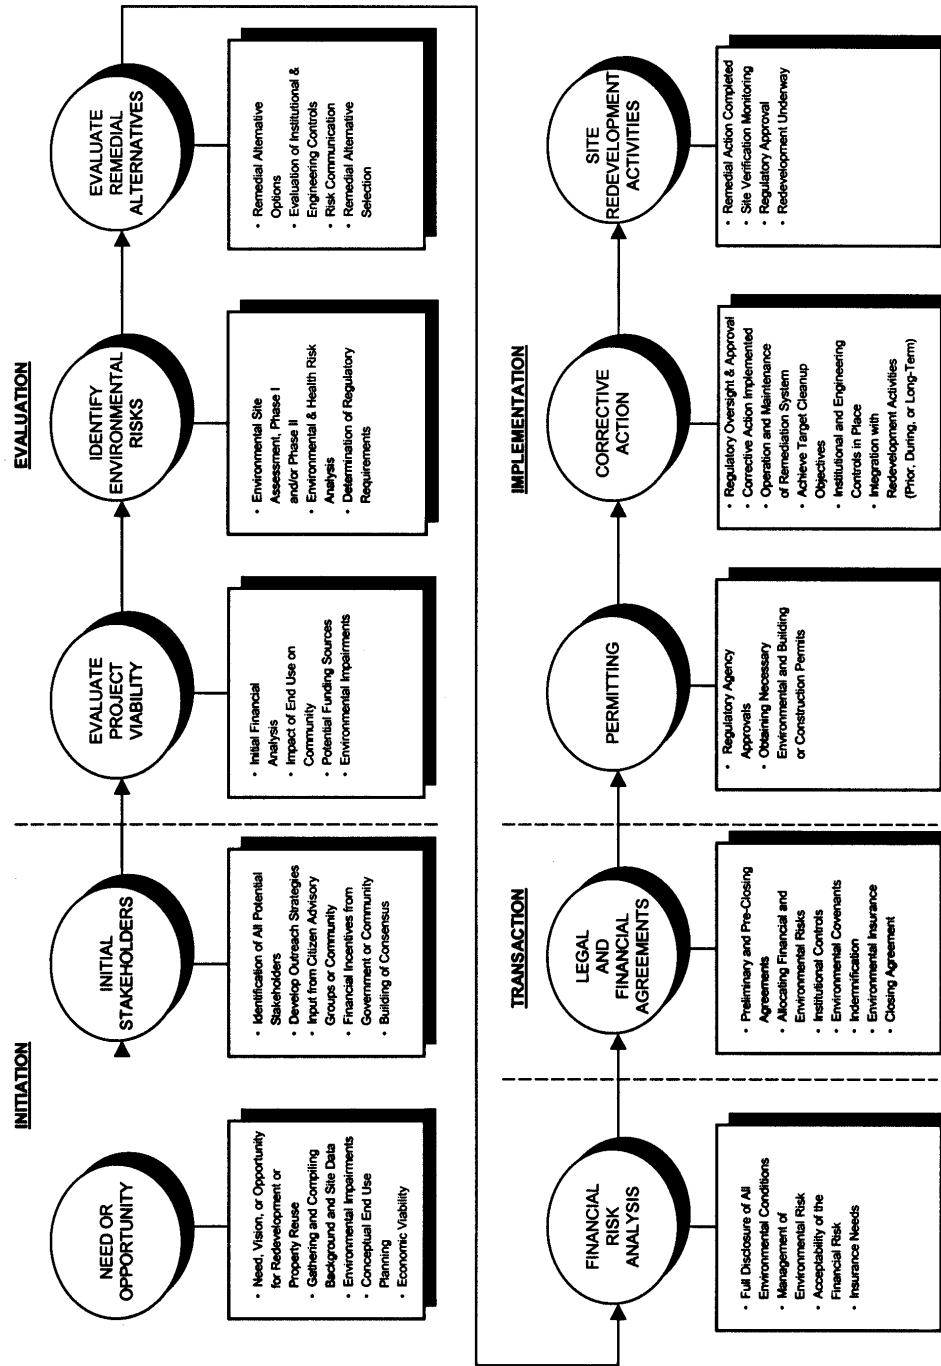 INITIATION
NEED OR
OPPORTUNITY
• Need, Vision, or Opportunity
for Redevelopment or
Property Reuse
• Gathering and Compiling
Background and Site Data
• Environmental Impairments
• Conceptual End Use
Planning
• Economic Viability
INITIAL
STAKEHOLDERS
• Identification of All Potential
Stakeholders
• Develop Outreach Strategies
• Input from Citizen Advisory
Groups or Community
• Financial Incentives from
Government or Community
• Building of Consensus
EVALUATION
EVALUATE
PROJECT
VIABILITY
• Initial Financial
Analysis
• Impact of End Use on
Community
• Potential Funding Sources
• Environmental Impairments
IDENTIFY
ENVIRONMENTAL
RISKS
• Environmental Site
Assessment, Phase I
and/or Phase II
• Environmental & Health Risk
Analysis
• Determination of Regulatory
Requirements
EVALUATE
REMEDIAL
ALTERNATIVES
• Remedial Alternative
Options
• Evaluation of Institutional &
Engineering Controls
• Risk Communication
• Remedial Alternative
Selection
FINANCIAL
RISK
ANALYSIS
• Full Disclosure of All
Environmental Conditions
• Management of
Environmental Risk
• Acceptability of the
Financial Risk
• Insurance Needs
TRANSACTION
LEGAL
AND
FINANCIAL
AGREEMENTS
• Preliminary and Pre-Closing
Agreements
• Allocating Financial and
Environmental Risks
• Institutional Controls
• Environmental Covenants
• Indemnification
• Environmental Insurance
• Closing Agreement
IMPLEMENTATION
PERMITTING
• Regulatory Agency
Approvals
• Obtaining Necessary
Environmental and Building
or Construction Permits
CORRECTIVE
ACTION
• Regulatory Oversight & Approval
• Corrective Action Implemented
• Operation and Maintenance
of Remediation System
• Achieve Target Cleanup
Objectives
• Institutional and Engineering
Controls in Place
• Integration with
Redevelopment Activities
(Prior, During, or Long-Term)
SITE
REDEVELOPMENT
ACTIVITIES
• Remedial Action Completed
• Site Verification Monitoring
• Regulatory Approval
• Redevelopment Underway